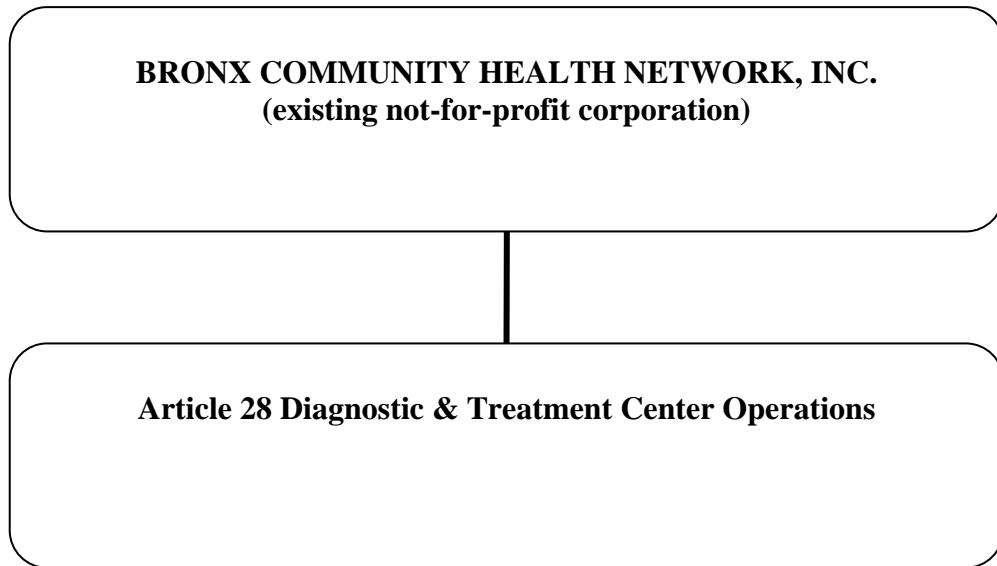 BRONX COMMUNITY HEALTH NETWORK, INC.
(existing not-for-profit corporation)
Article 28 Diagnostic & Treatment Center Operations